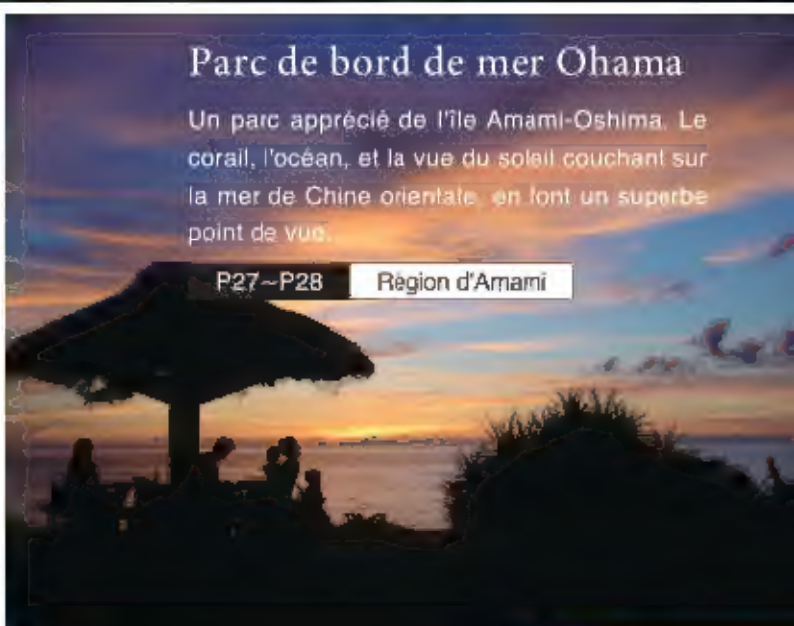 Parc de bord de mer Ohama
Un parc apprécié de l'île Amami-Oshima. Le
corail, l'océan, et la vue du soleil couchant sur
la mer de Chine orientale, en font un superbe
point de vue.
P27~P28 Région d'Amami